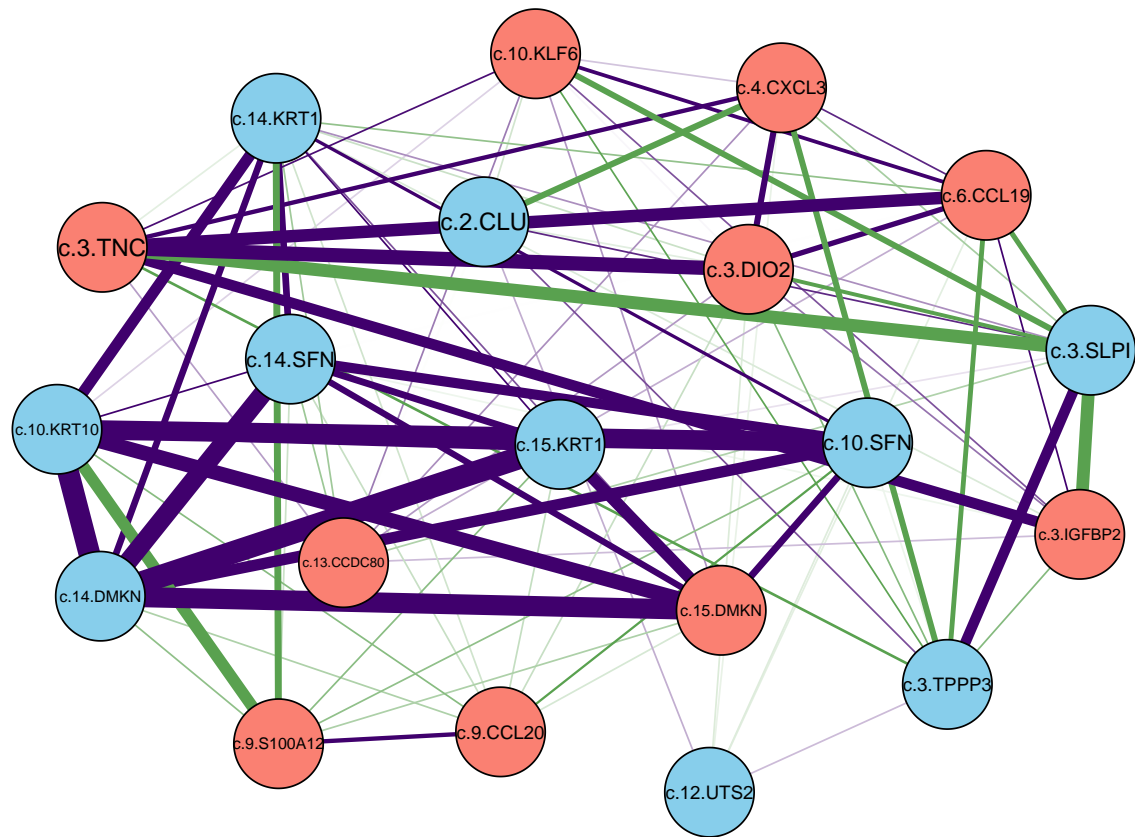 c.10.KLF6
c.4.CXCL3
c.14.KRT1
c.6.CCL19
c.2.CLU
c.3.TNC
c.3.DIO2
c.3.SLPI
c.14.SFN
c.10.KRT10
c.15.KRT1
c.10.SFN
c.3.IGFBP2
c.13.CCDC80
c.14.DMKN
c.15.DMKN
c.3.TPPP3
c.9.CCL20
c.9.S100A12
c.12.UTS2